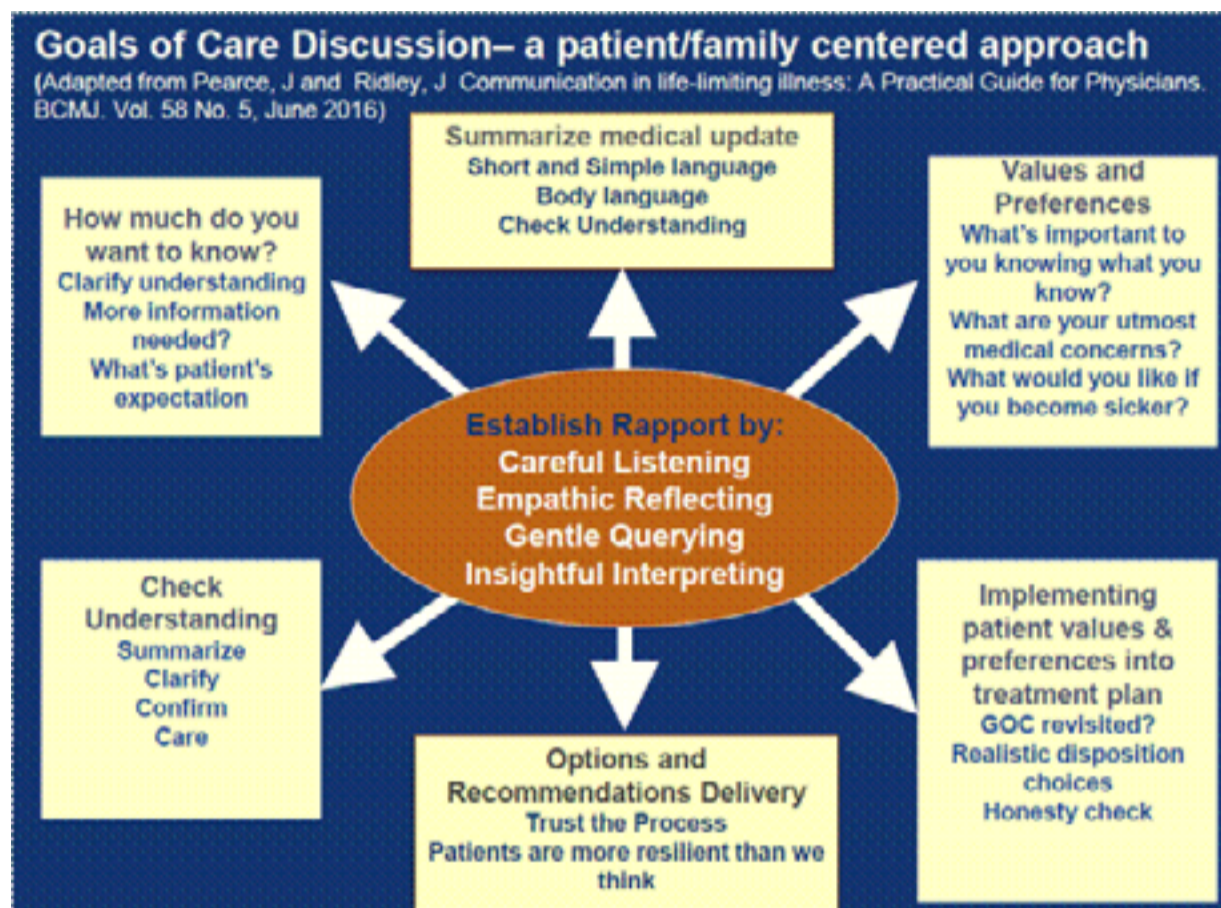 Goals of Care Discussion– a patient/family centered approach
(Adapted from Pearce, J and Ridley, J Communication in life-limiting illness: A Practical Guide for Physicians.
BCMJ. Vol. 58 No. 5, June 2016)
How much do you
want to know?
Clarify understanding
More information
needed?
What's patient's
expectation
Summarize medical update
Short and Simple language
Body language
Check Understanding
Values and
Preferences
What's important to
you knowing what you
know?
What are your utmost
medical concerns?
What would you like if
you become sicker?
Establish Rapport by:
Careful Listening
Empathic Reflecting
Gentle Querying
Insightful Interpreting
Check
Understanding
Summarize
Clarify
Confirm
Care
Options and
Recommendations Delivery
Trust the Process
Patients are more resilient than we
think
Implementing
patient values &
preferences into
treatment plan
GOC revisited?
Realistic disposition
choices
Honesty check